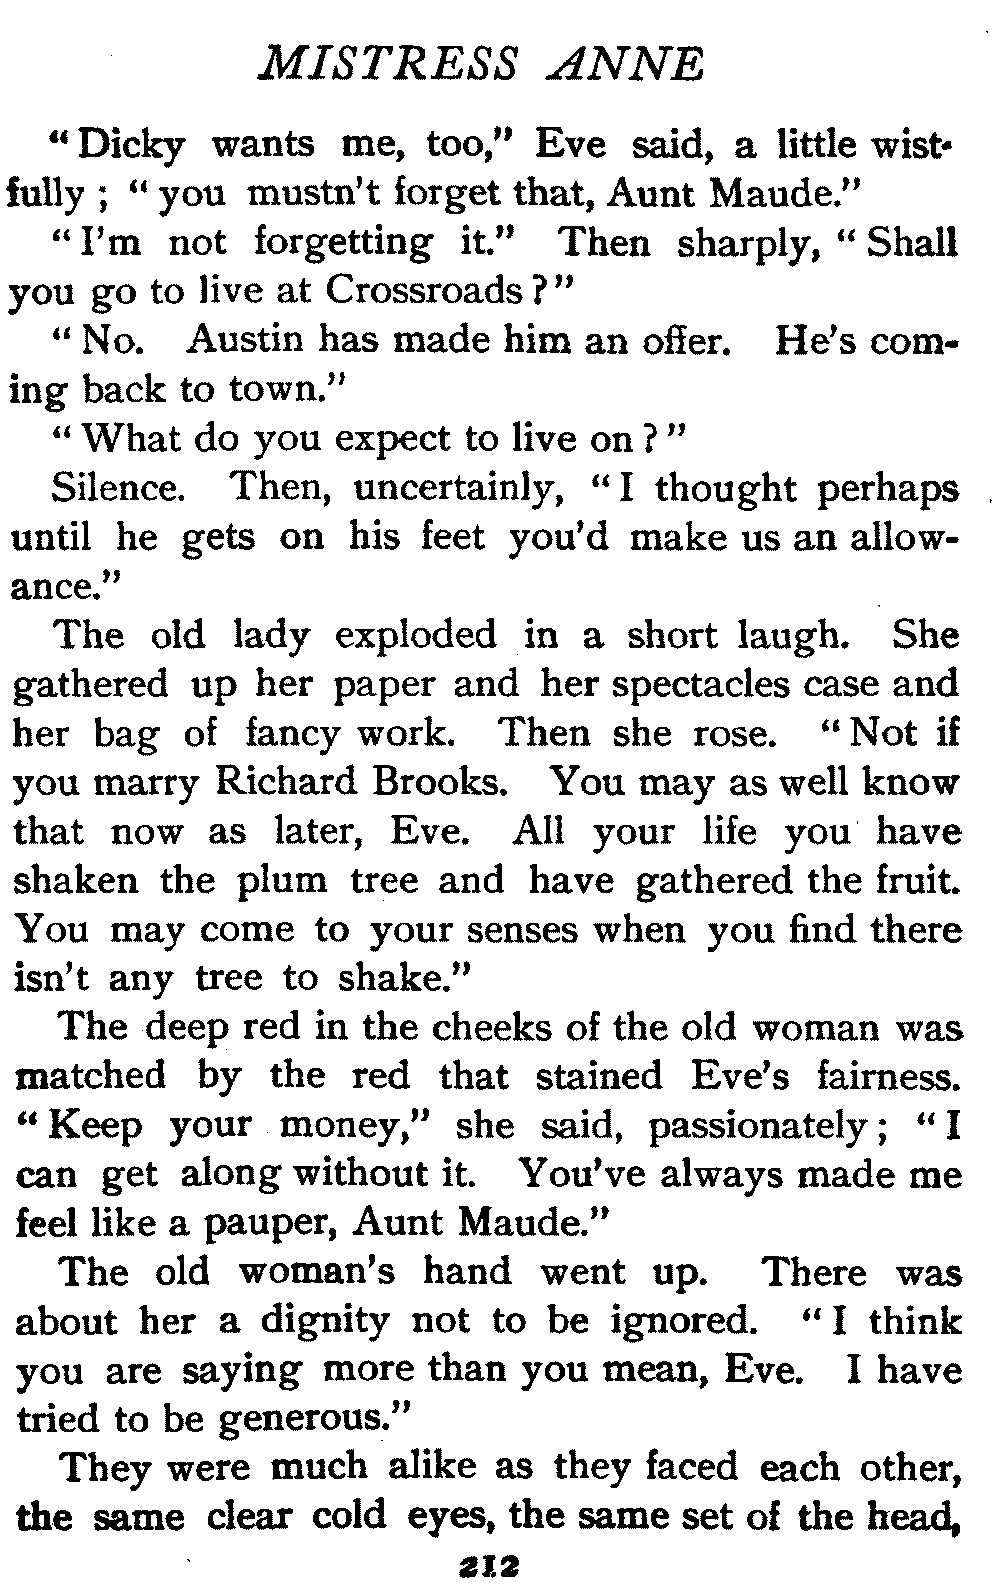 MISTRESS ANNE
“Dicky wants me, too,” Eve said, a little wist-
fully ; “ you mustn't forget that, Aunt Maude.”
“I'm not forgetting it.” Then sharply, “ Shall
you go to live at Crossroads ? ”
“ No. Austin has made him an offer. He's com-
ing back to town.”
“ What do you expect to live on ? ”
Silence. Then, uncertainly, “ I thought perhaps
until he gets on his feet you'd make us an allow-
ance.”
The old lady exploded in a short laugh. She
gathered up her paper and her spectacles case and
her bag of fancy work. Then she rose. “ Not if
you marry Richard Brooks. You may as well know
that now as later, Eve. All your life you have
shaken the plum tree and have gathered the fruit.
You may come to your senses when you find there
isn't any tree to shake.”
The deep red in the cheeks of the old woman was
matched by the red that stained Eve's fairness.
“ Keep your money,” she said, passionately ; “ I
can get along without it. You've always made me
feel like a pauper, Aunt Maude.”
The old woman's hand went up. There was
about her a dignity not to be ignored. “ I think
you are saying more than you mean, Eve. I have
tried to be generous.”
They were much alike as they faced each other,
the same clear cold eyes, the same set of the head,
212